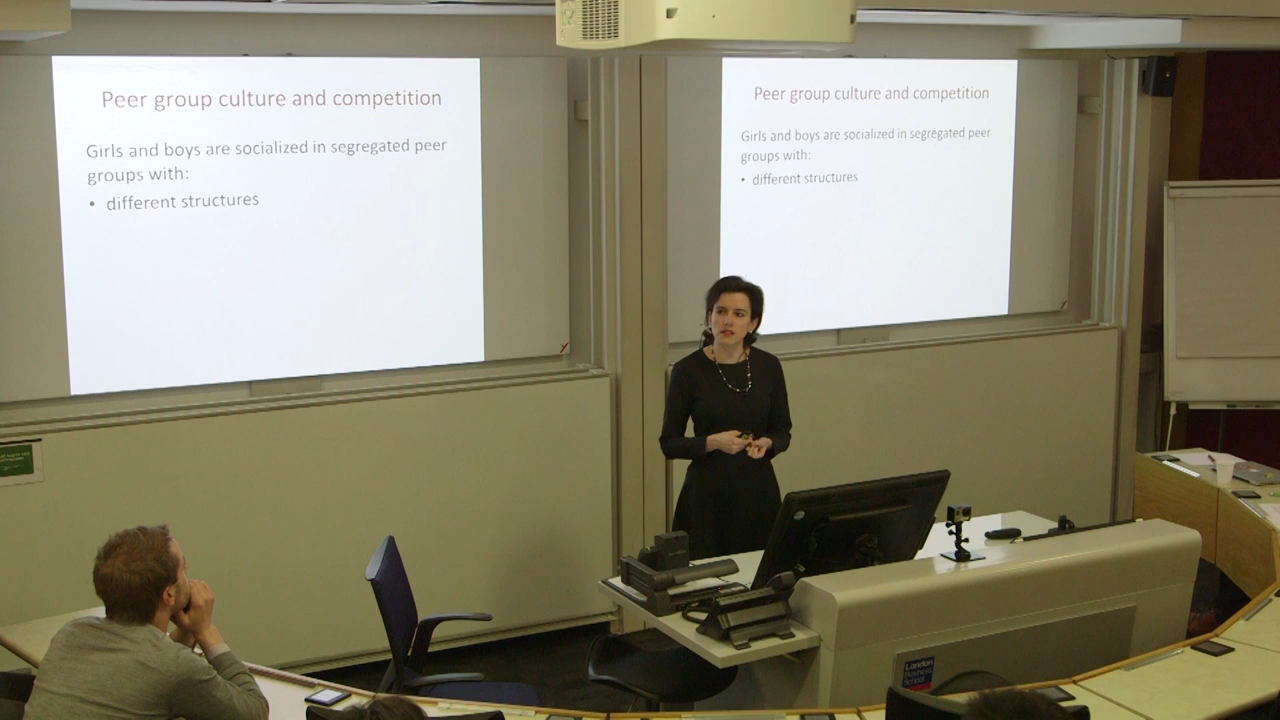 Peer group culture and competition
Girls and boys are socialized in segregated peer
groups with:
• different structures
Peer group culture and competition
Girls and boys are socialized in segregated peer
groups with:
• different structures
London
Business
School